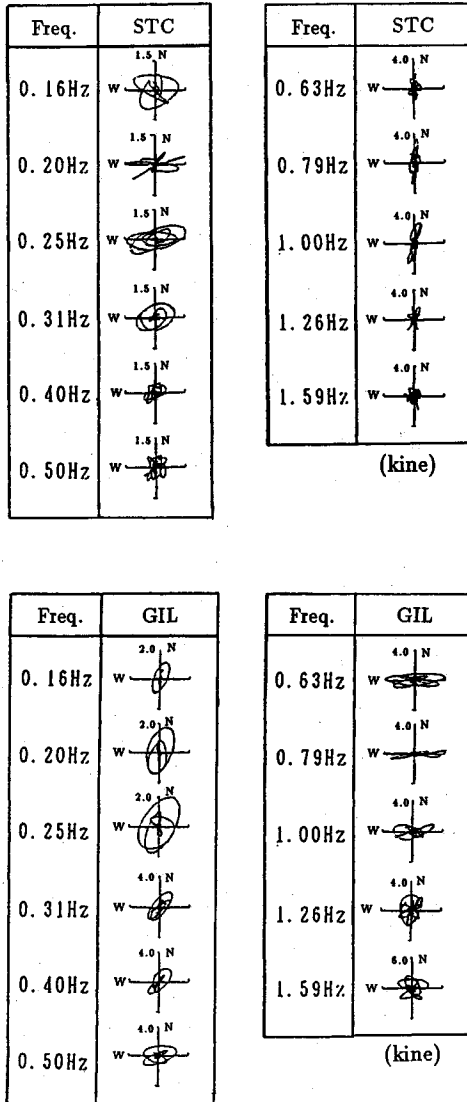 Freq. STC
0.16Hz 1.5 N W
0.20Hz 1.5 N W
0.25Hz 1.5 N W
0.31Hz 1.5 N W
0.40Hz 1.5 N W
0.50Hz 1.5 N W
Freq. STC
0.63Hz 4.0 N W
0.79Hz 4.0 N W
1.00Hz 4.0 N W
1.26Hz 4.0 N W
1.59Hz 4.0 N W
(kine)
Freq. GIL
0.16Hz 2.0 N W
0.20Hz 2.0 N W
0.25Hz 2.0 N W
0.31Hz 4.0 N W
0.40Hz 4.0 N W
0.50Hz 4.0 N W
Freq. GIL
0.63Hz 4.0 N W
0.79Hz 4.0 N W
1.00Hz 4.0 N W
1.26Hz 4.0 N W
1.59Hz 6.0 N W
(kine)